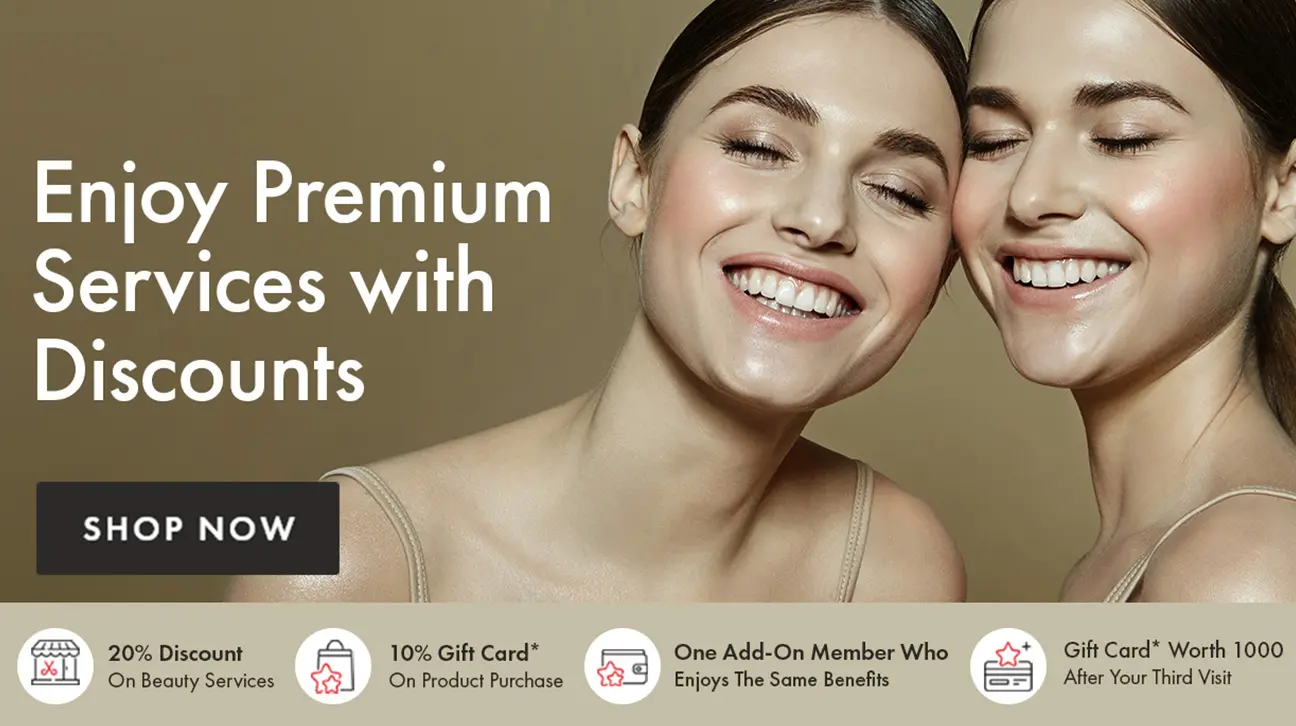 Enjoy Premium
Services with
Discounts
SHOP NOW
20% Discount
On Beauty Services
10% Gift Card*
On Product Purchase
One Add-On Member Who
Enjoys The Same Benefits
Gift Card* Worth 1000
After Your Third Visit